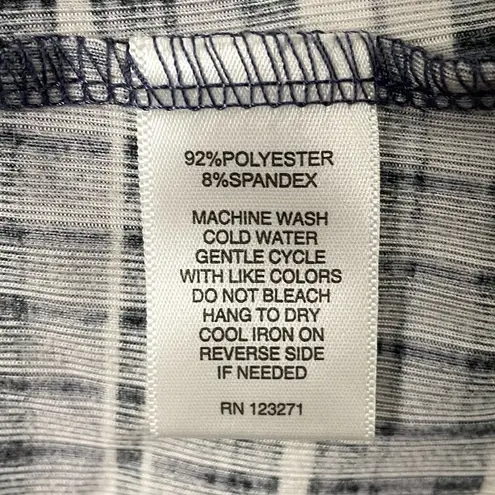 92%POLYESTER
8%SPANDEX
MACHINE WASH
COLD WATER
GENTLE CYCLE
WITH LIKE COLORS
DO NOT BLEACH
HANG TO DRY
COOL IRON ON
REVERSE SIDE
IF NEEDED
RN 123271